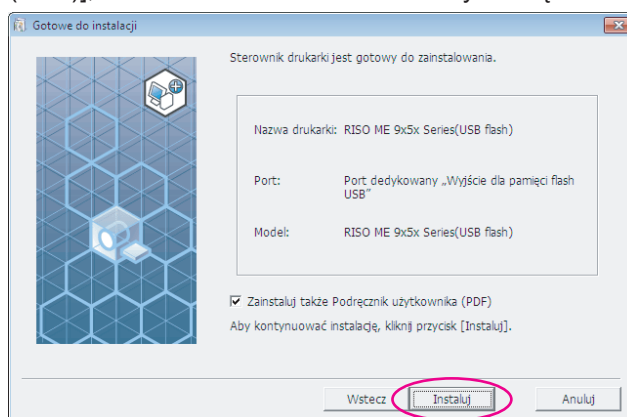 Gotowe do instalacji
Sterownik drukarki jest gotowy do zainstalowania.
Nazwa drukarki: RISO ME 9x5x Series(USB flash)
Port: Port dedykowany „Wyjście dla pamięci flash
USB”
Model: RISO ME 9x5x Series(USB flash)
Zainstaluj także Podręcznik użytkownika (PDF)
Aby kontynuować instalację, kliknij przycisk [Instaluj].
Wstecz Instaluj Anuluj